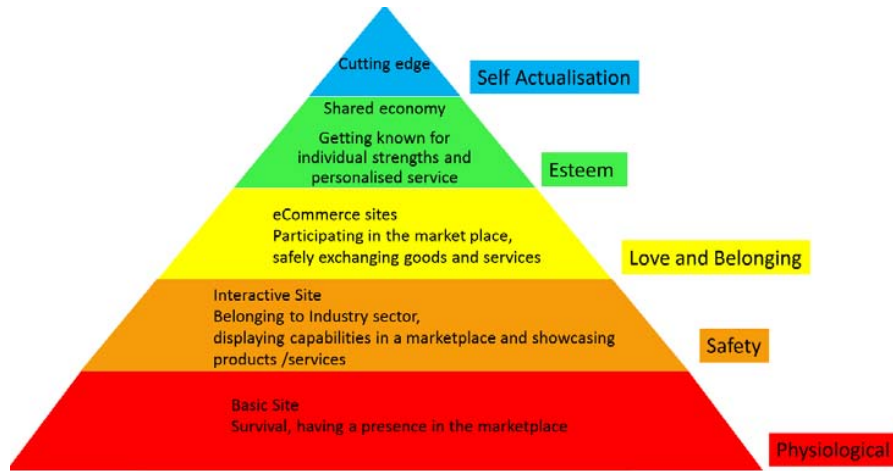 Cutting edge
Self Actualisation
Shared economy
Getting known for
individual strengths and
personalised service
Esteem
eCommerce sites
Participating in the market place,
safely exchanging goods and services
Love and Belonging
Interactive Site
Belonging to Industry sector,
displaying capabilities in a marketplace and showcasing
products /services
Safety
Basic Site
Survival, having a presence in the marketplace
Physiological